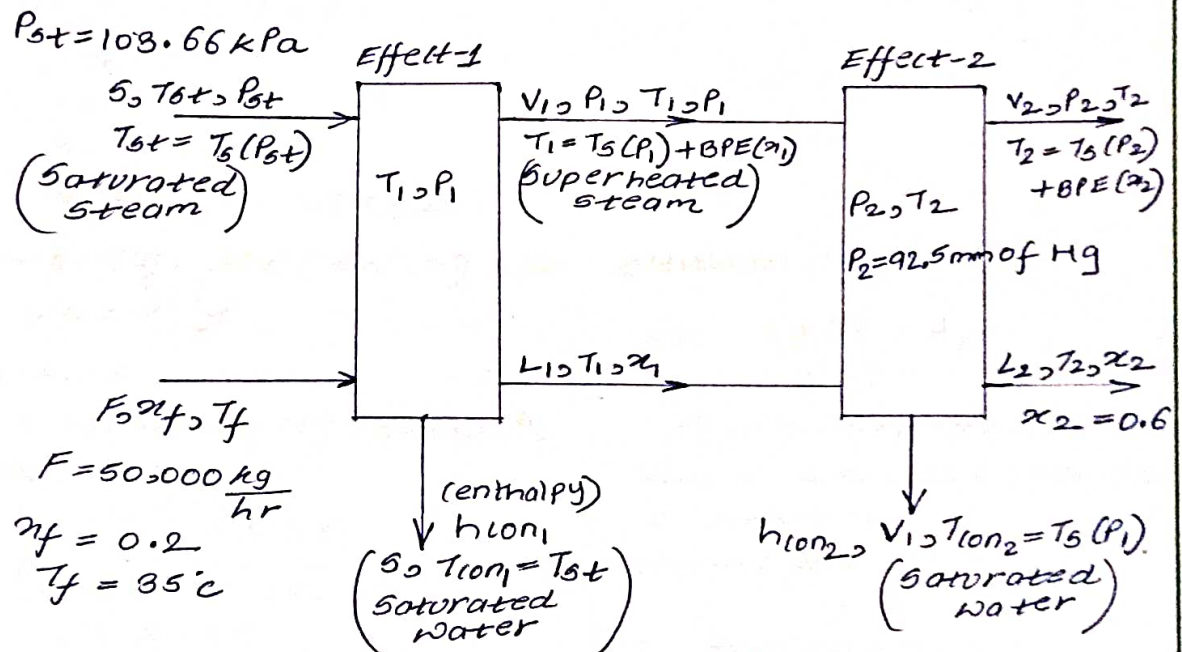 Pst=103.66kPa
Effect-1
Effect-2
S, Tst, Pst
Tst = Ts(Pst)
(Saturated
steam)
T1, P1
V1, P1, T1, P1
T1 = Ts(P1) + BPE(x1)
(Superheated
steam)
P2, T2
P2=92.5mm of Hg
V2, P2, T2
T2 = Ts(P2)
+BPE(x2)
L1, T1, x1
L2, T2, x2
x2 = 0.6
F, xf, Tf
F = 50,000 kg/hr
xf = 0.2
Tf = 35°c
(enthalpy)
hcon1
(S, Tcon1 = Tst
Saturated
water)
hcon2, V1, Tcon2 = Ts(P1).
(Saturated
water)